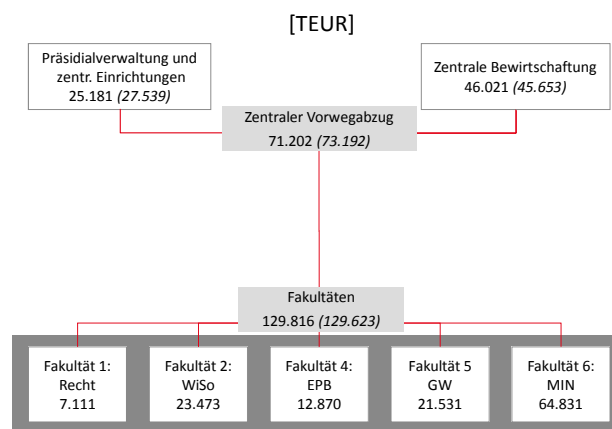 [TEUR]
Präsidialverwaltung und
zentr. Einrichtungen
25.181 (27.539)
Zentrale Bewirtschaftung
46.021 (45.653)
Zentraler Vorwegabzug
71.202 (73.192)
Fakultäten
129.816 (129.623)
Fakultät 1:
Recht
7.111
Fakultät 2:
WiSo
23.473
Fakultät 4:
EPB
12.870
Fakultät 5
GW
21.531
Fakultät 6:
MIN
64.831